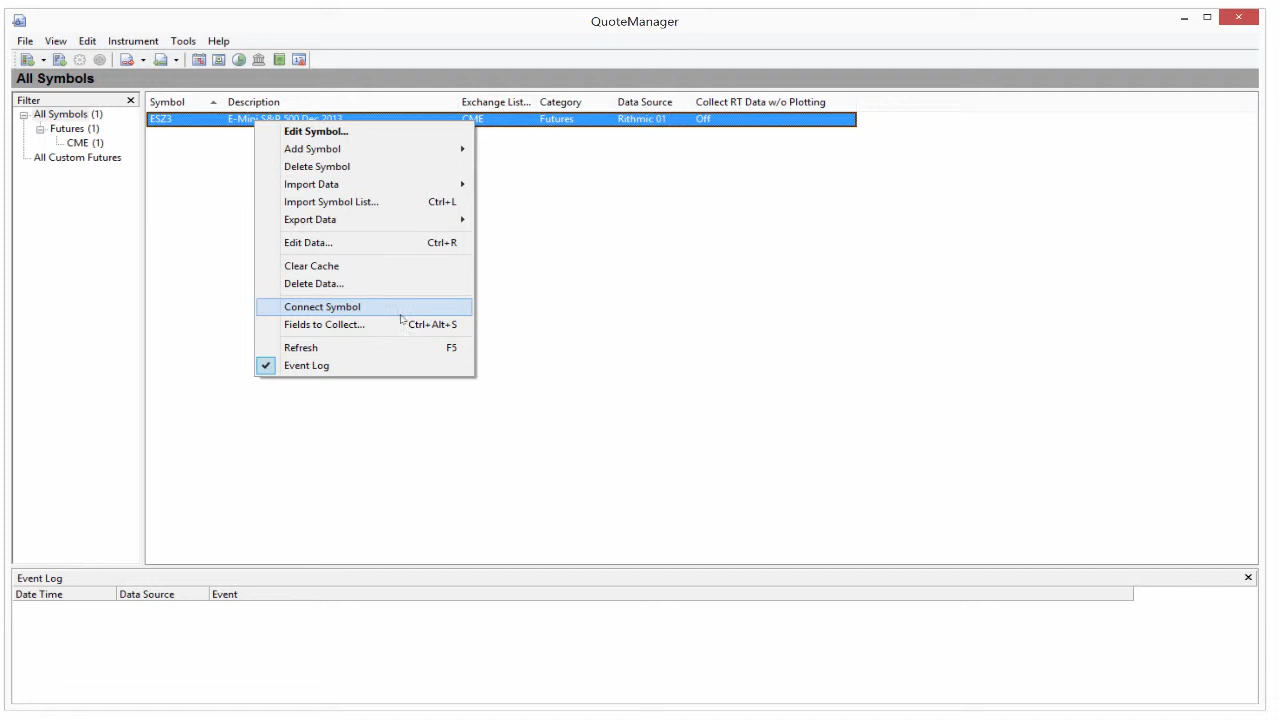 QuoteManager
File View Edit Instrument Tools Help
All Symbols
Filter
Symbol Description Exchange List... Category Data Source Collect RT Data w/o Plotting
All Symbols (1)
ESZ3 E-Mini S&P 500 Dec 2013 CME Futures Rithmic 01 Off
Futures (1)
CME (1)
All Custom Futures
Edit Symbol...
Add Symbol
Delete Symbol
Import Data
Import Symbol List... Ctrl+L
Export Data
Edit Data... Ctrl+R
Clear Cache
Delete Data...
Connect Symbol
Fields to Collect... Ctrl+Alt+S
Refresh F5
Event Log
Event Log
Date Time Data Source Event